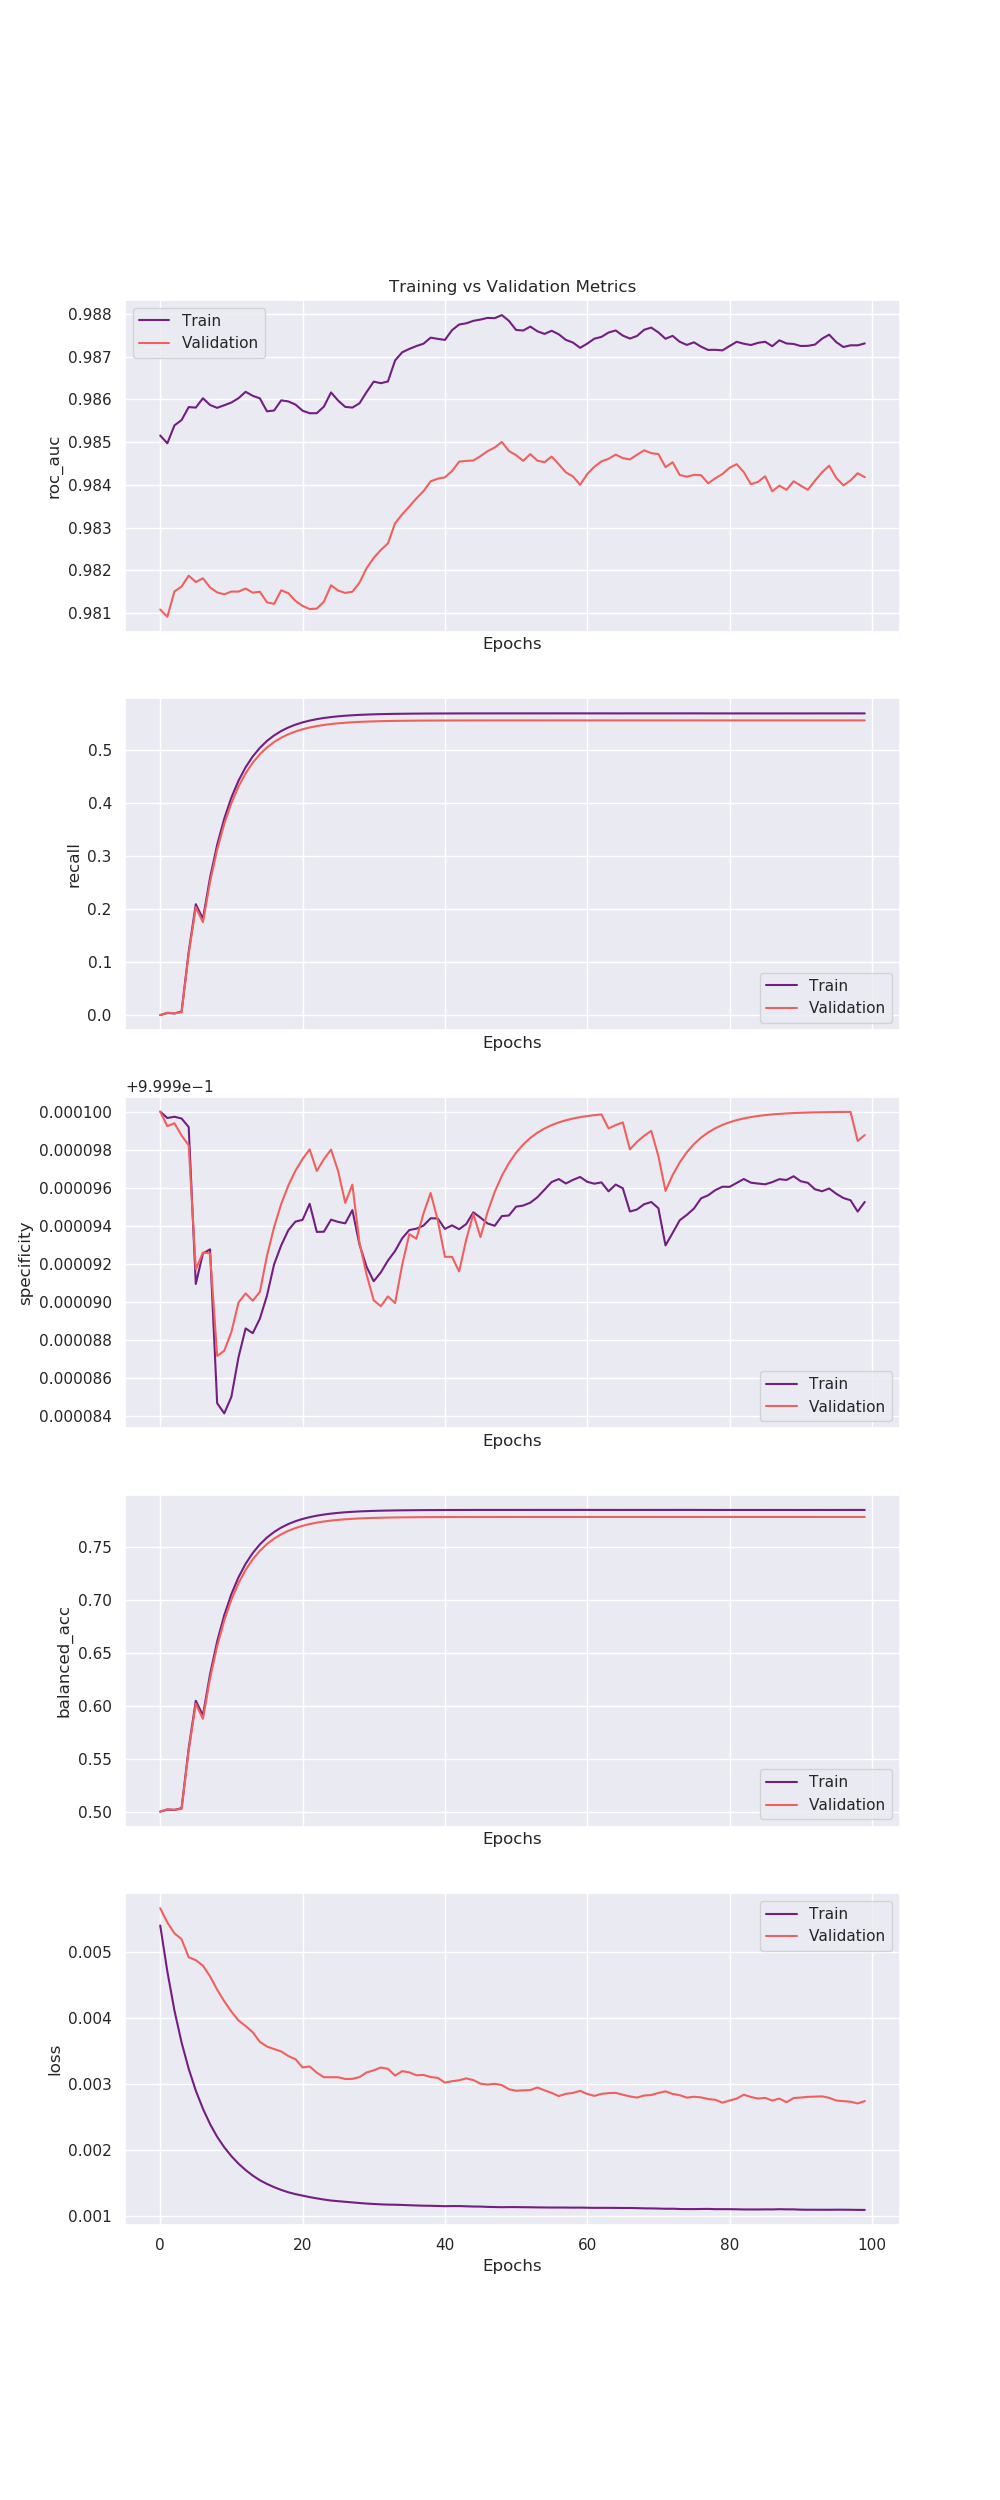 Training vs Validation Metrics
0.988
0.987
0.986
0.985
0.984
0.983
0.982
0.981
roc_auc
Train
Validation
Epochs
0.5
0.4
0.3
0.2
0.1
0.0
recall
Train
Validation
Epochs
+9.999e−1
0.000100
0.000098
0.000096
0.000094
0.000092
0.000090
0.000088
0.000086
0.000084
specificity
Train
Validation
Epochs
0.75
0.70
0.65
0.60
0.55
0.50
balanced_acc
Train
Validation
Epochs
0.005
0.004
0.003
0.002
0.001
loss
Train
Validation
0 20 40 60 80 100
Epochs